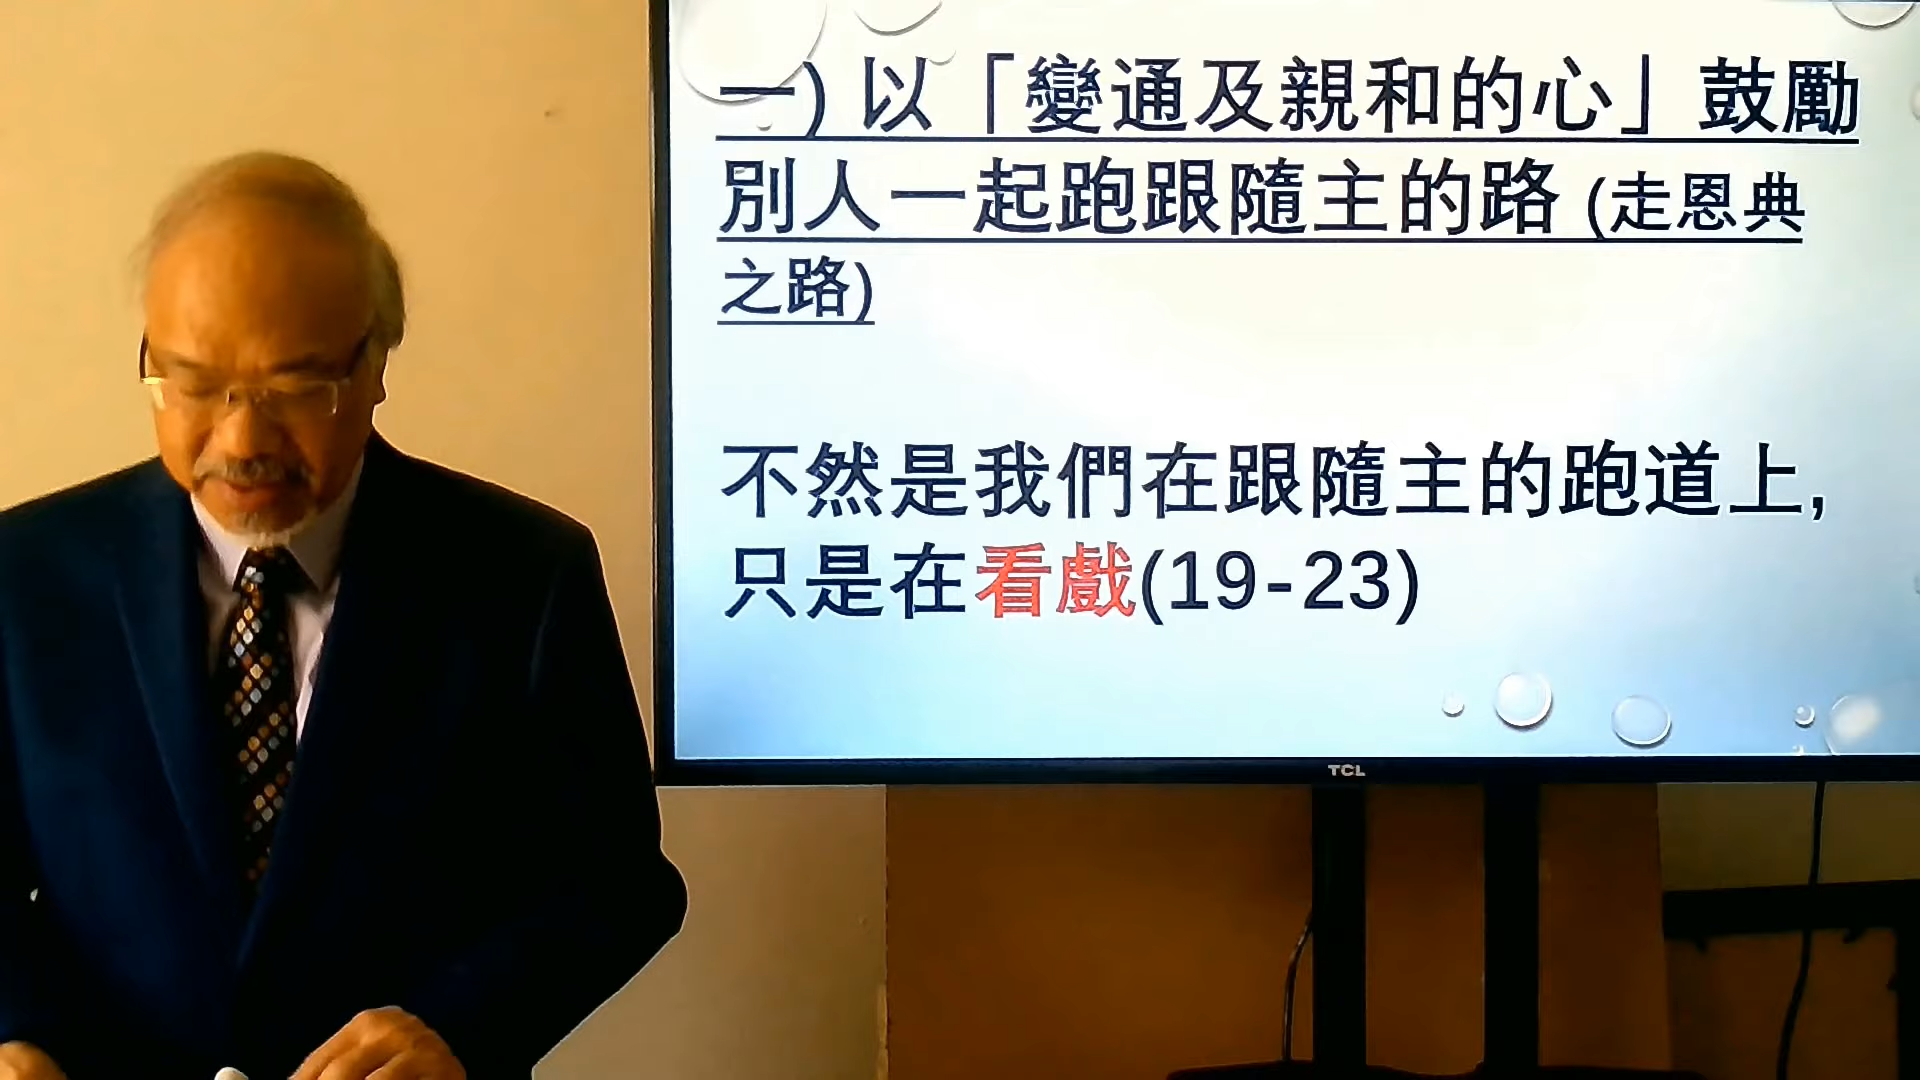 一) 以「變通及親和的心」鼓勵
別人一起跑跟隨主的路 (走恩典
之路)
不然是我們在跟隨主的跑道上,
只是在看戲(19-23)
TCL